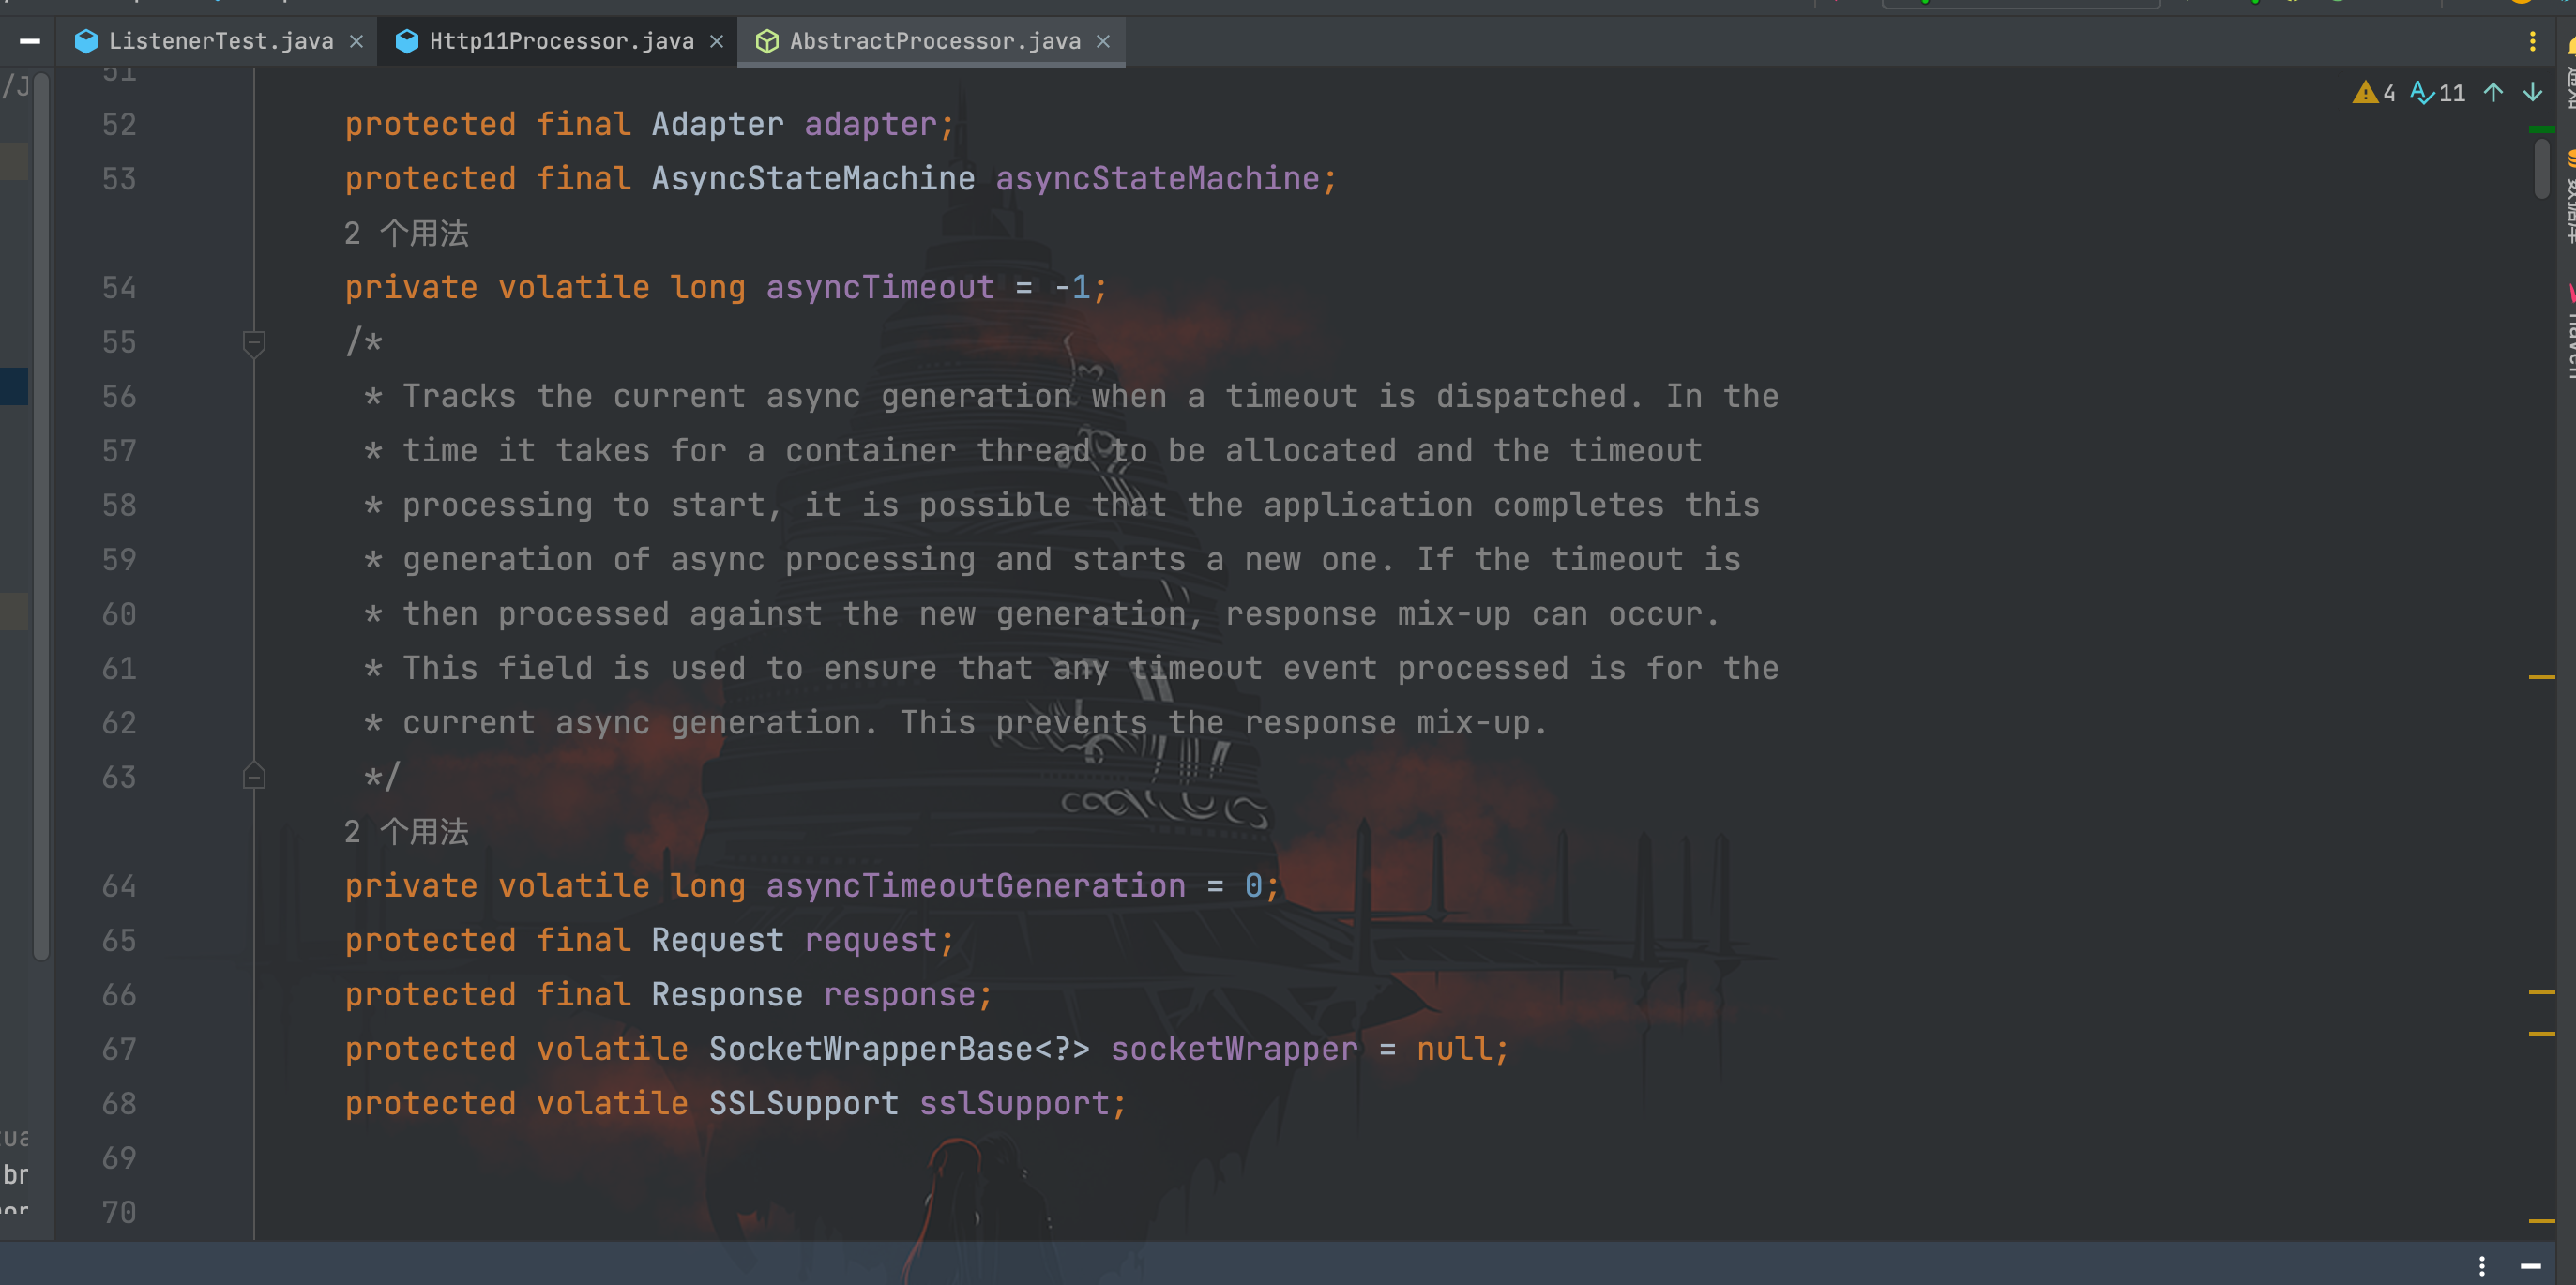 ListenerTest.java Http11Processor.java AbstractProcessor.java
/J 4 11
51
52 protected final Adapter adapter;
53 protected final AsyncStateMachine asyncStateMachine;
2 个用法
54 private volatile long asyncTimeout = -1;
55 /*
56 * Tracks the current async generation when a timeout is dispatched. In the
57 * time it takes for a container thread to be allocated and the timeout
58 * processing to start, it is possible that the application completes this
59 * generation of async processing and starts a new one. If the timeout is
60 * then processed against the new generation, response mix-up can occur.
61 * This field is used to ensure that any timeout event processed is for the
62 * current async generation. This prevents the response mix-up.
63 */
2 个用法
64 private volatile long asyncTimeoutGeneration = 0;
65 protected final Request request;
66 protected final Response response;
67 protected volatile SocketWrapperBase<?> socketWrapper = null;
68 protected volatile SSLSupport sslSupport;
69
70
通知
数据库